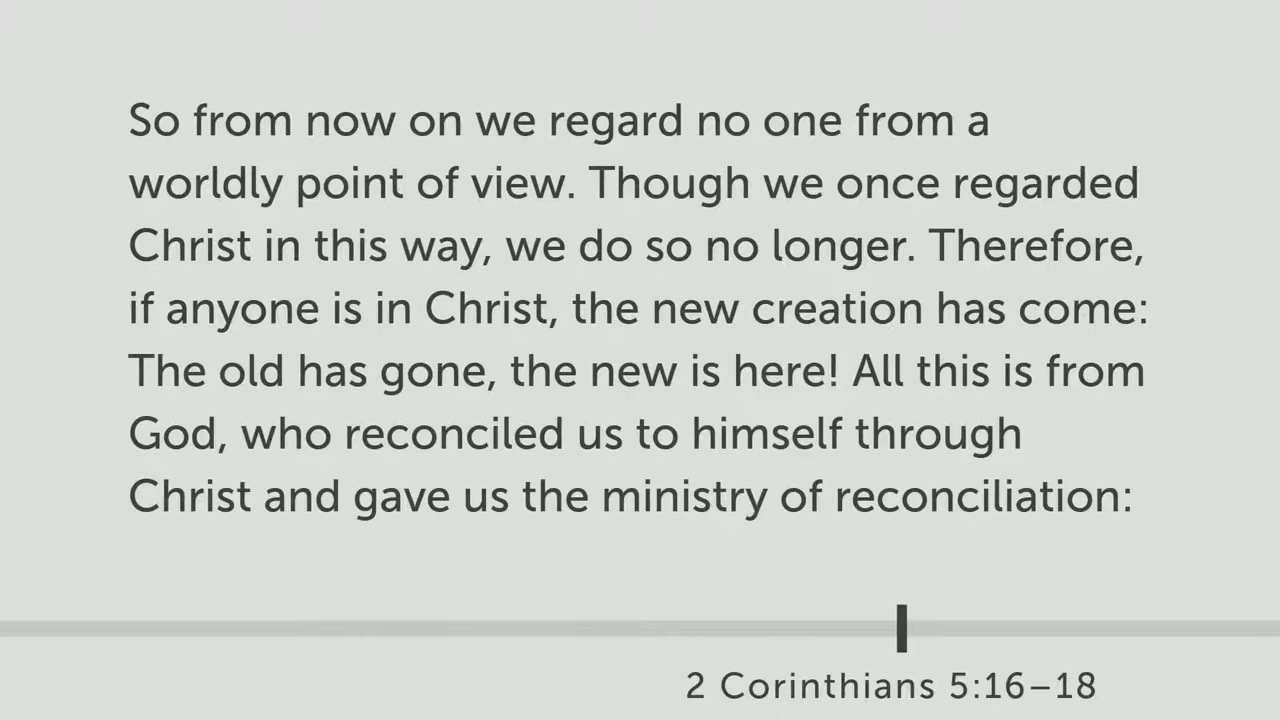 So from now on we regard no one from a
worldly point of view. Though we once regarded
Christ in this way, we do so no longer. Therefore,
if anyone is in Christ, the new creation has come:
The old has gone, the new is here! All this is from
God, who reconciled us to himself through
Christ and gave us the ministry of reconciliation:
2 Corinthians 5:16–18